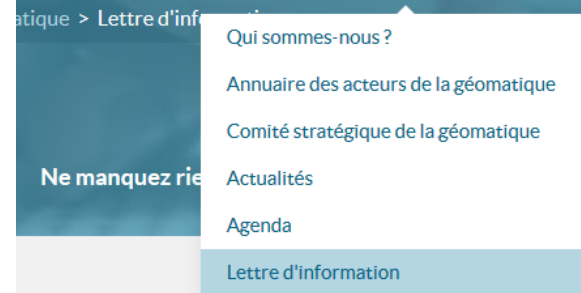 atique > Lettre d'inf
Qui sommes-nous ?
Annuaire des acteurs de la géomatique
Comité stratégique de la géomatique
Ne manquez rie
Actualités
Agenda
Lettre d'information